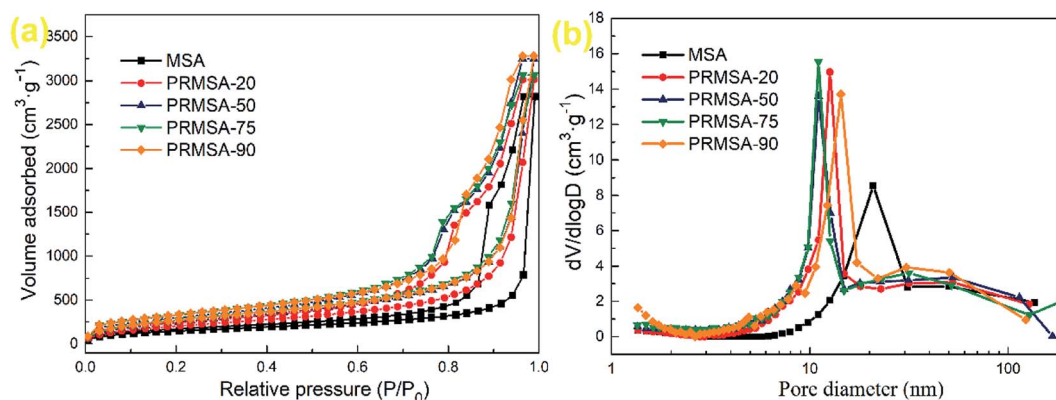 (a)
3500
3000
2500
2000
1500
1000
500
0
Volume adsorbed (cm³·g⁻¹)
MSA
PRMSA-20
PRMSA-50
PRMSA-75
PRMSA-90
0.0 0.2 0.4 0.6 0.8 1.0
Relative pressure (P/P₀)
(b)
18
16
14
12
10
8
6
4
2
0
dV/dlogD (cm³·g⁻¹)
MSA
PRMSA-20
PRMSA-50
PRMSA-75
PRMSA-90
1 10 100
Pore diameter (nm)